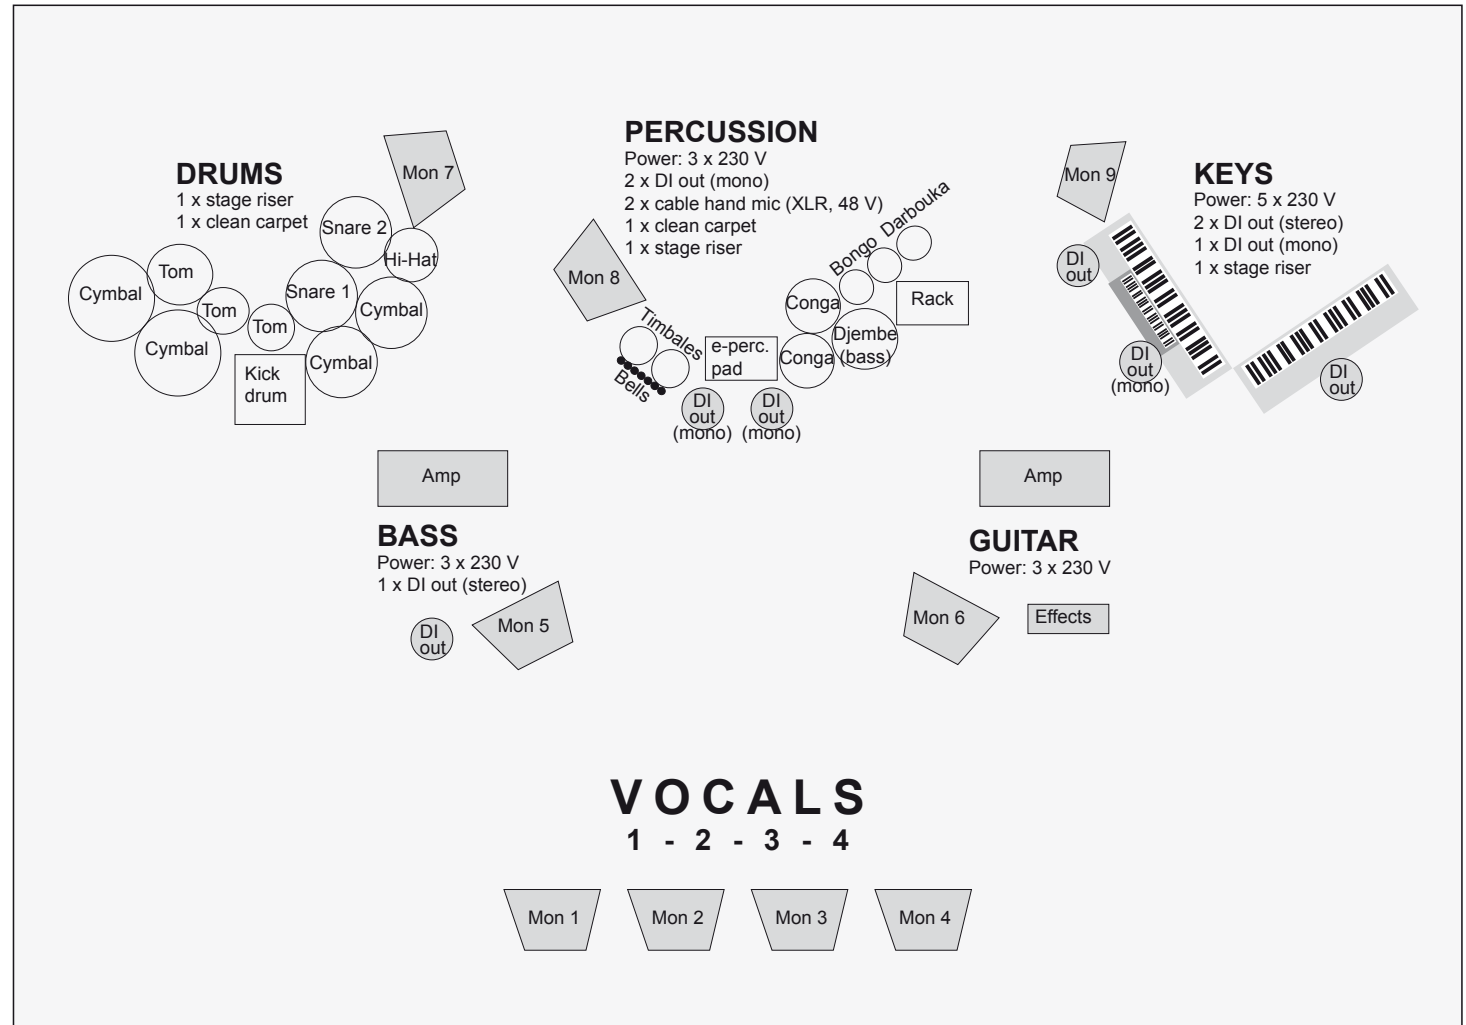 DRUMS
1 x stage riser
1 x clean carpet
Mon 7
Snare 2
Hi-Hat
Tom
Cymbal
Snare 1
Tom
Cymbal
Tom
Cymbal
Cymbal
Kick
drum
PERCUSSION
Power: 3 x 230 V
2 x DI out (mono)
2 x cable hand mic (XLR, 48 V)
1 x clean carpet
1 x stage riser
Mon 8
Timbales
Bells
e-perc.
pad
Conga
Conga
Djembe
(bass)
Bongo
Darbouka
Rack
DI
out
(mono)
DI
out
(mono)
Mon 9
KEYS
Power: 5 x 230 V
2 x DI out (stereo)
1 x DI out (mono)
1 x stage riser
DI
out
DI
out
(mono)
DI
out
Amp
BASS
Power: 3 x 230 V
1 x DI out (stereo)
DI
out
Mon 5
Amp
GUITAR
Power: 3 x 230 V
Mon 6
Effects
VOCALS
1 - 2 - 3 - 4
Mon 1
Mon 2
Mon 3
Mon 4